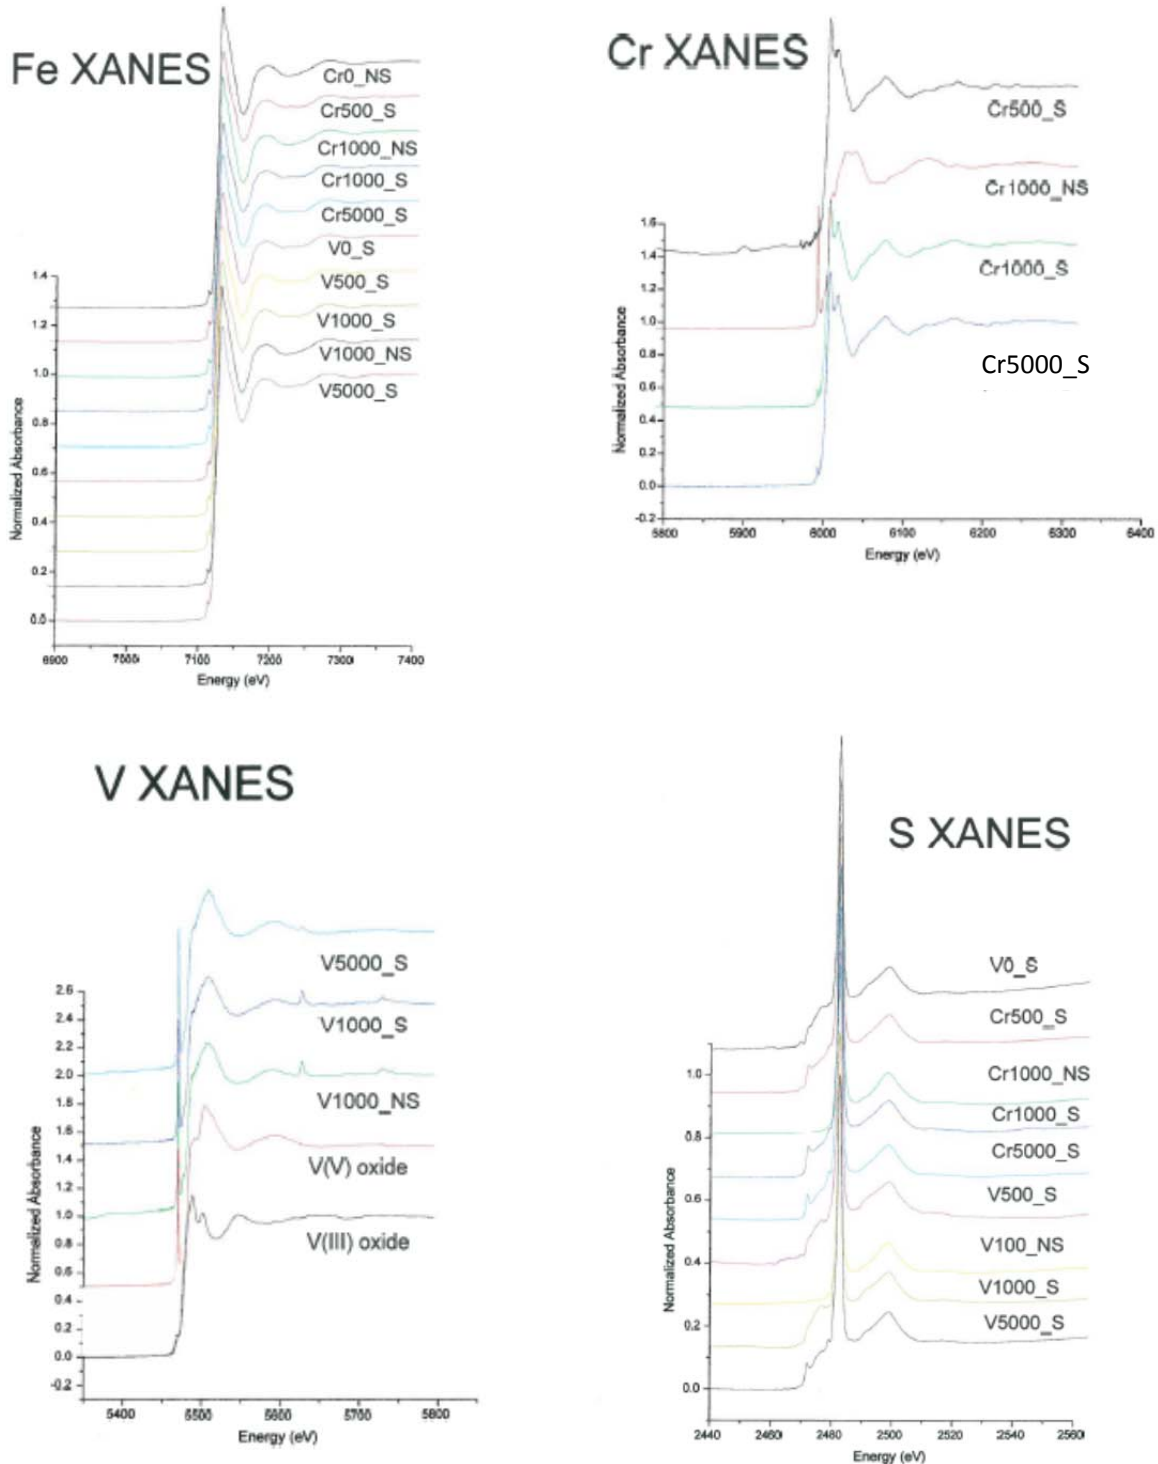 Fe XANES
Cr0_NS
Cr500_S
Cr1000_NS
Cr1000_S
Cr5000_S
V0_S
V500_S
V1000_S
V1000_NS
V5000_S
1.4
1.2
1.0
0.8
0.6
0.4
0.2
0.0
Normalized Absorbance
6900 7000 7100 7200 7300 7400
Energy (eV)
Cr XANES
Cr500_S
Cr1000_NS
Cr1000_S
Cr5000_S
1.6
1.4
1.0
0.8
0.6
0.4
0.2
0.0
-0.2
Normalized Absorbance
5800 5900 6000 6100 6200 6300 6400
Energy (eV)
V XANES
V5000_S
V1000_S
V1000_NS
V(V) oxide
V(III) oxide
2.6
2.4
2.2
2.0
1.8
1.6
1.4
1.2
1.0
0.8
0.6
0.4
0.2
0.0
-0.2
Normalized Absorbance
5400 5500 5600 5700 5800
Energy (eV)
S XANES
V0_S
Cr500_S
Cr1000_NS
Cr1000_S
Cr5000_S
V500_S
V100_NS
V1000_S
V5000_S
1.0
0.8
0.6
0.4
0.2
0.0
Normalized Absorbance
2440 2460 2480 2500 2520 2540 2560
Energy (eV)